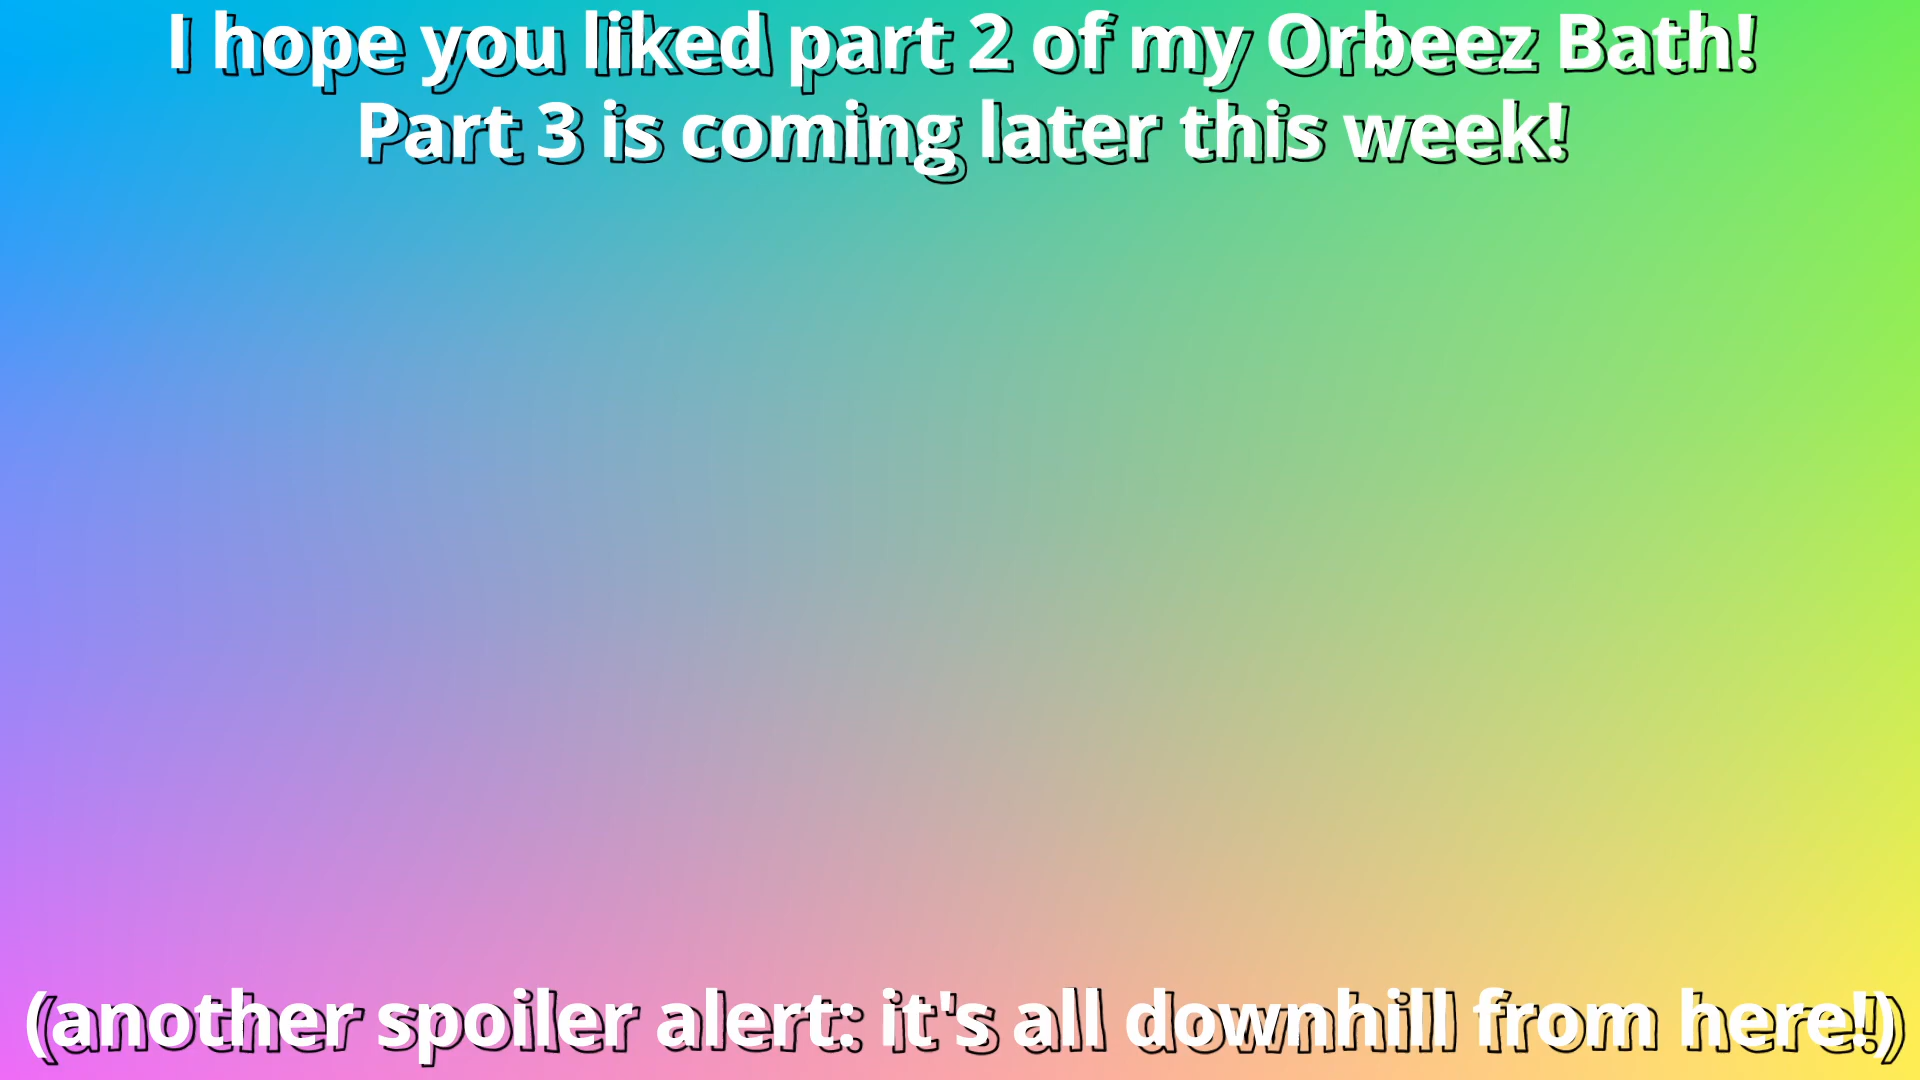 I hope you liked part 2 of my Orbeez Bath!
Part 3 is coming later this week!
(another spoiler alert: it's all downhill from here!)